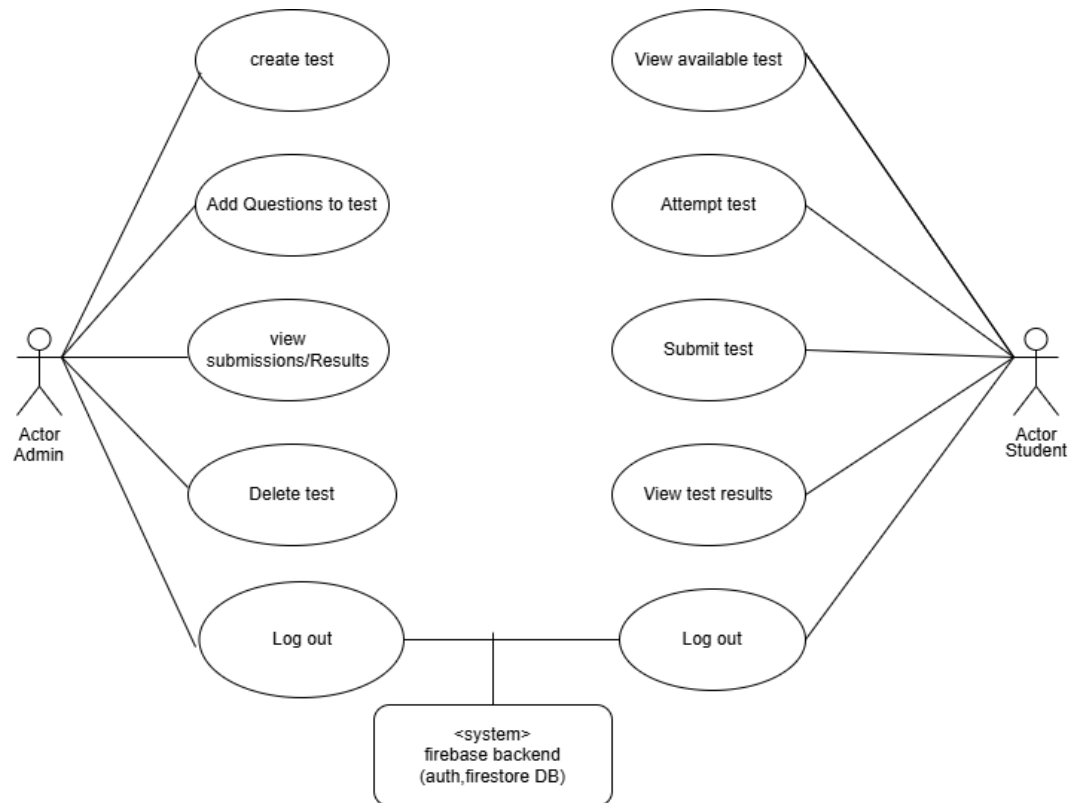 create test
View available test
Add Questions to test
Attempt test
view
submissions/Results
Submit test
Actor
Admin
Actor
Student
Delete test
View test results
Log out
Log out
<system>
firebase backend
(auth,firestore DB)